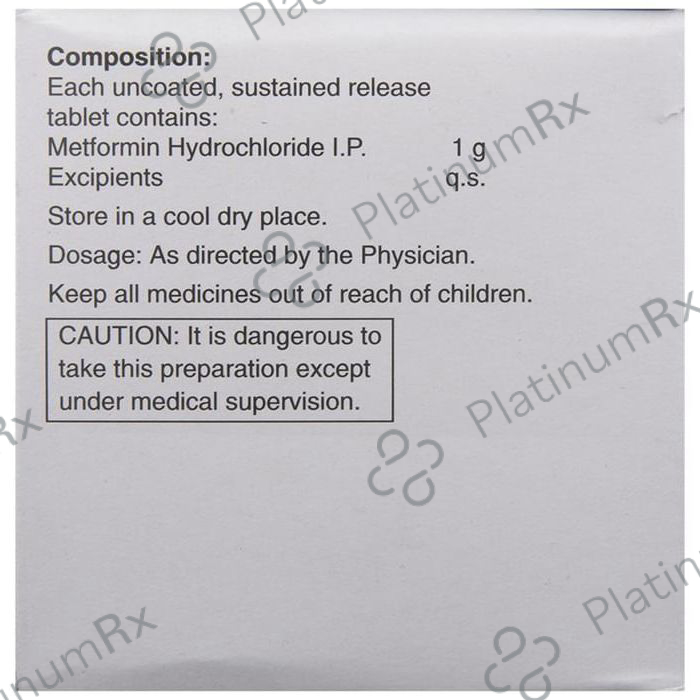 Composition:
Each uncoated, sustained release
tablet contains:
Metformin Hydrochloride I.P. 1 g
Excipients q.s.
Store in a cool dry place.
Dosage: As directed by the Physician.
Keep all medicines out of reach of children.
CAUTION: It is dangerous to
take this preparation except
under medical supervision.
PlatinumRx
PlatinumRx